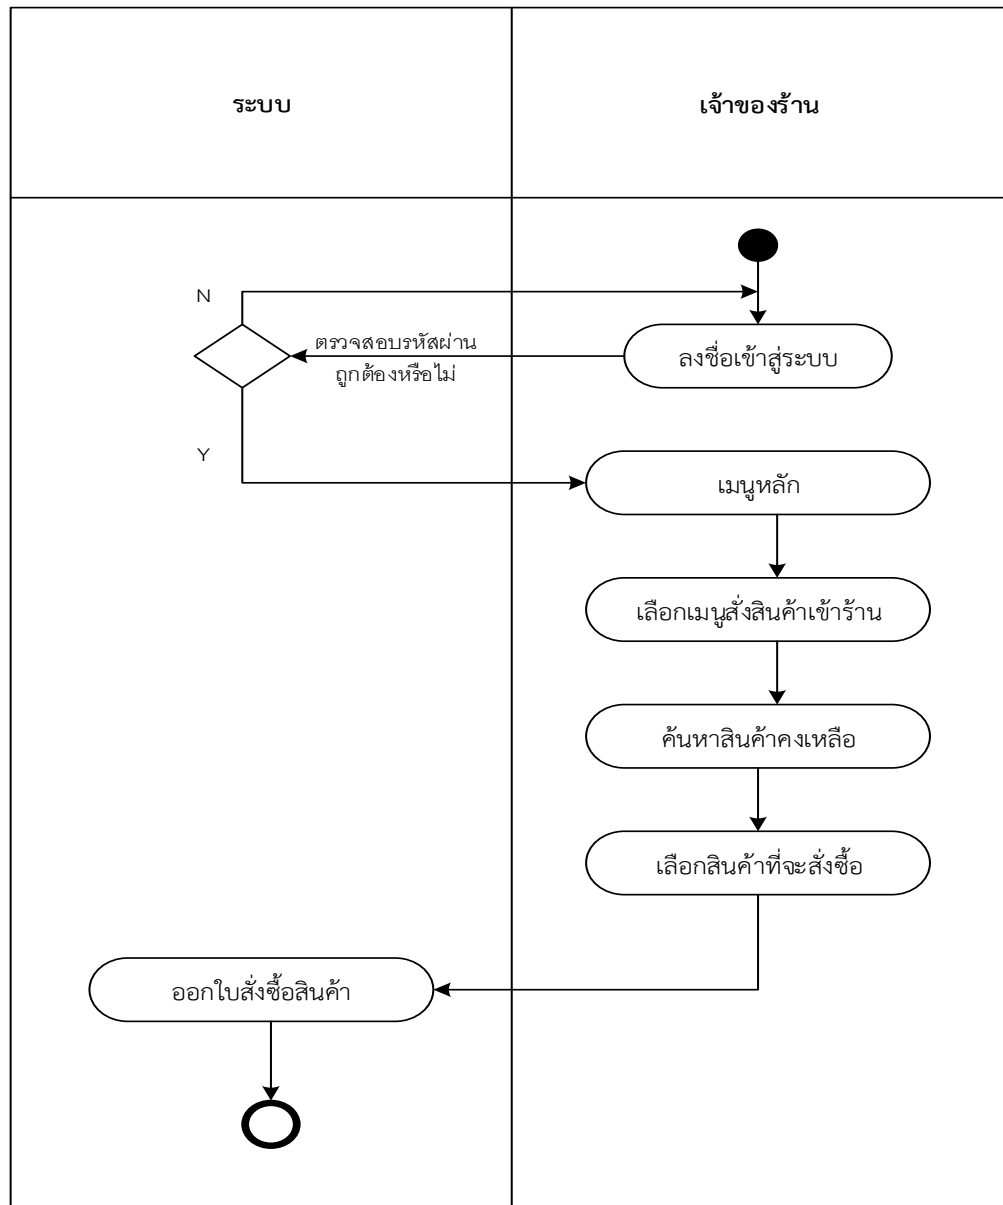 ระบบ
เจ้าของร้าน
N
ตรวจสอบรหัสผ่าน
ถูกต้องหรือไม่
ลงชื่อเข้าสู่ระบบ
Y
เมนูหลัก
เลือกเมนูสั่งสินค้าเข้าร้าน
ค้นหาสินค้าคงเหลือ
เลือกสินค้าที่จะสั่งซื้อ
ออกใบสั่งซื้อสินค้า